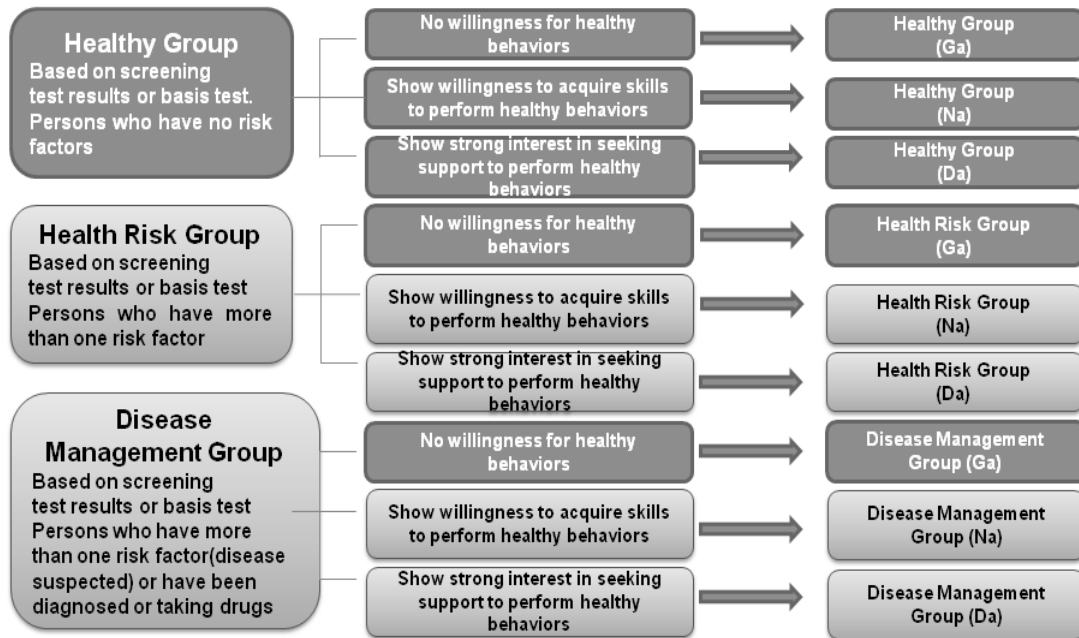 Healthy Group
Based on screening
test results or basis test.
Persons who have no risk
factors
No willingness for healthy
behaviors
Healthy Group
(Ga)
Show willingness to acquire skills
to perform healthy behaviors
Healthy Group
(Na)
Show strong interest in seeking
support to perform healthy
behaviors
Healthy Group
(Da)
Health Risk Group
Based on screening
test results or basis test
Persons who have more
than one risk factor
No willingness for healthy
behaviors
Health Risk Group
(Ga)
Show willingness to acquire skills
to perform healthy behaviors
Health Risk Group
(Na)
Show strong interest in seeking
support to perform healthy
behaviors
Health Risk Group
(Da)
Disease
Management Group
Based on screening
test results or basis test
Persons who have more
than one risk factor(disease
suspected) or have been
diagnosed or taking drugs
No willingness for healthy
behaviors
Disease Management
Group (Ga)
Show willingness to acquire skills
to perform healthy behaviors
Disease Management
Group (Na)
Show strong interest in seeking
support to perform healthy
behaviors
Disease Management
Group (Da)